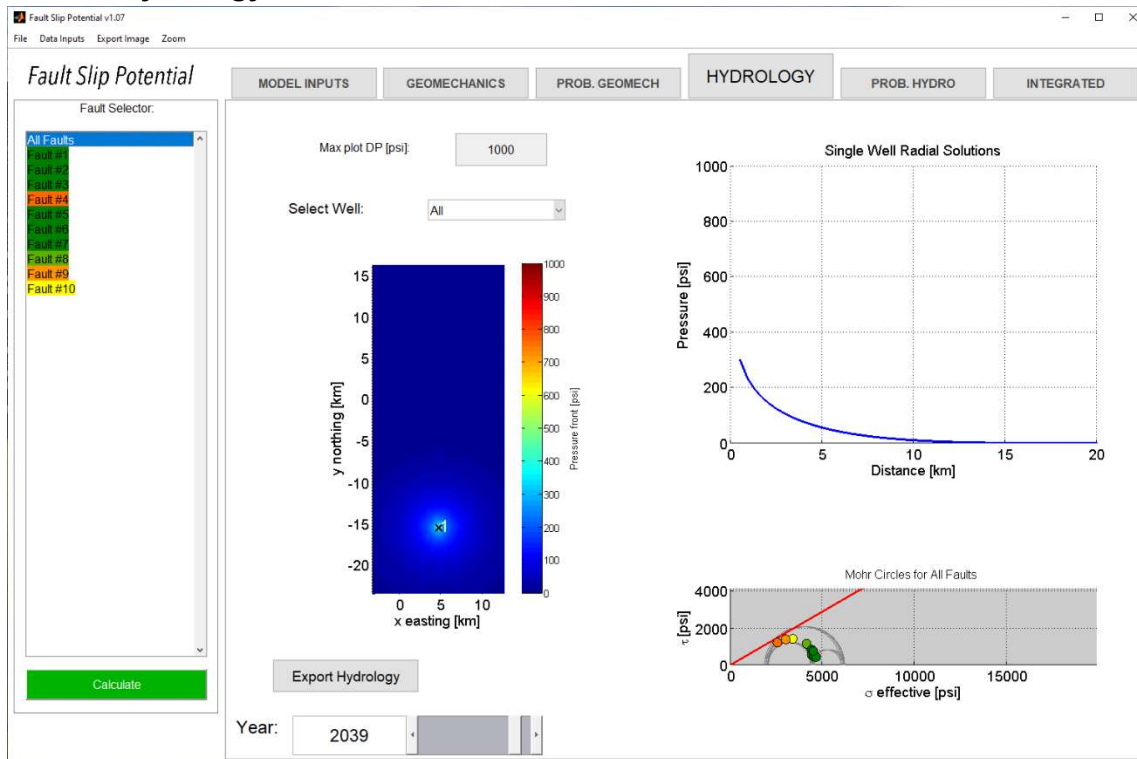 Fault Slip Potential v1.07
File Data Inputs Export Image Zoom
Fault Slip Potential
MODEL INPUTS GEOMECHANICS PROB. GEOMECH HYDROLOGY PROB. HYDRO INTEGRATED
Fault Selector:
All Faults
Fault #1
Fault #2
Fault #3
Fault #4
Fault #5
Fault #6
Fault #7
Fault #8
Fault #9
Fault #10
Calculate
Max plot DP [psi]: 1000
Select Well: All
15
10
5
0
-5
-10
-15
-20
y northing [km]
0 5 10
x easting [km]
1
1000
900
800
700
600
500
400
300
200
100
0
Pressure front [psi]
Export Hydrology
Year: 2039
Single Well Radial Solutions
1000
800
600
400
200
0
Pressure [psi]
0 5 10 15 20
Distance [km]
Mohr Circles for All Faults
4000
2000
0
τ [psi]
0 5000 10000 15000
σ effective [psi]